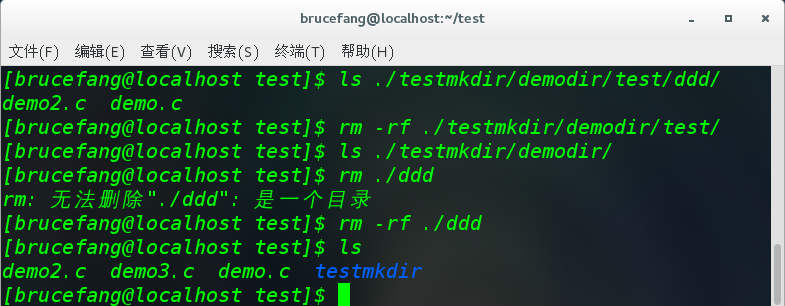 brucefang@localhost:~/test
文件(F) 编辑(E) 查看(V) 搜索(S) 终端(T) 帮助(H)
[brucefang@localhost test]$ ls ./testmkdir/demodir/test/ddd/
demo2.c  demo.c
[brucefang@localhost test]$ rm -rf ./testmkdir/demodir/test/
[brucefang@localhost test]$ ls ./testmkdir/demodir/
[brucefang@localhost test]$ rm ./ddd
rm: 无法删除"./ddd": 是一个目录
[brucefang@localhost test]$ rm -rf ./ddd
[brucefang@localhost test]$ ls
demo2.c  demo3.c  demo.c  testmkdir
[brucefang@localhost test]$